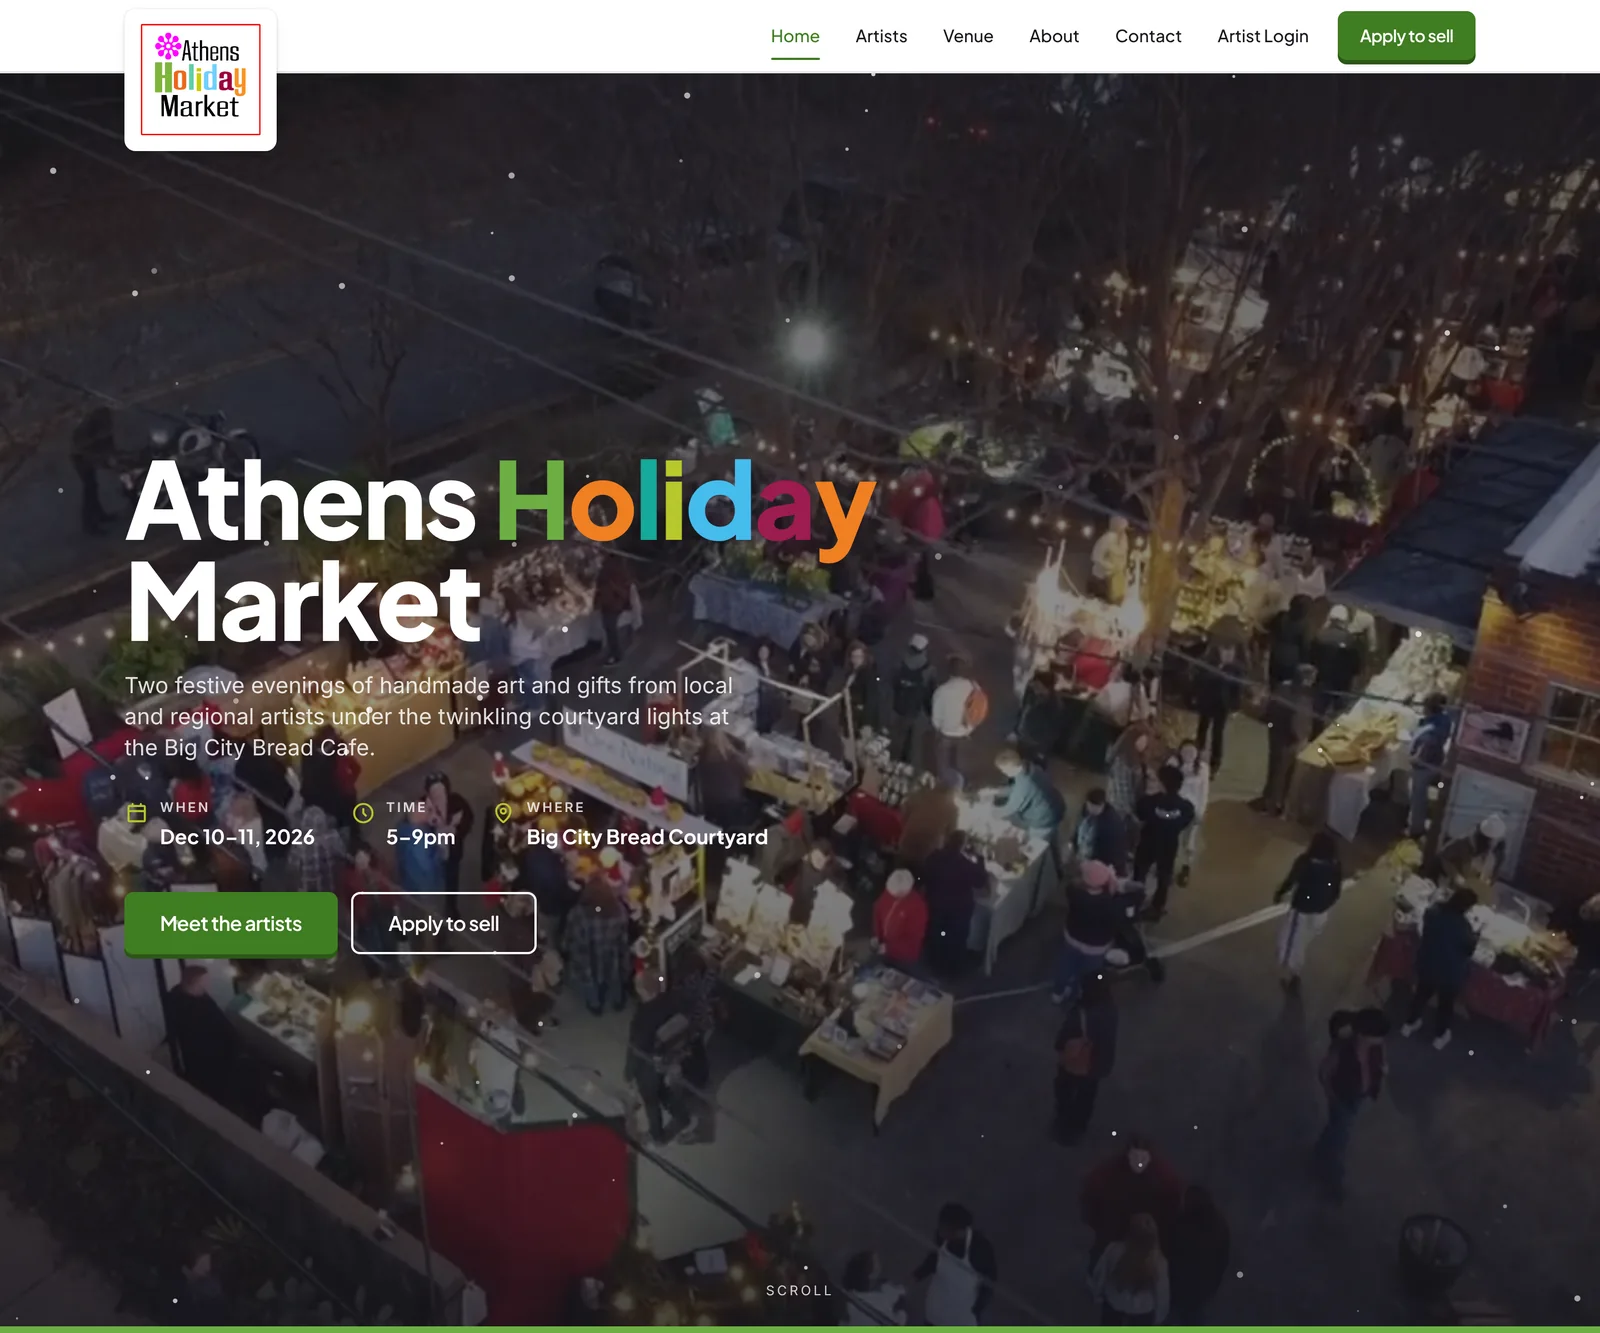 Athens
Holiday
Market
Home
Artists
Venue
About
Contact
Artist Login
Apply to sell
Athens Holiday
Market
Two festive evenings of handmade art and gifts from local
and regional artists under the twinkling courtyard lights at
the Big City Bread Cafe.
WHEN
Dec 10–11, 2026
TIME
5–9pm
WHERE
Big City Bread Courtyard
Meet the artists
Apply to sell
SCROLL